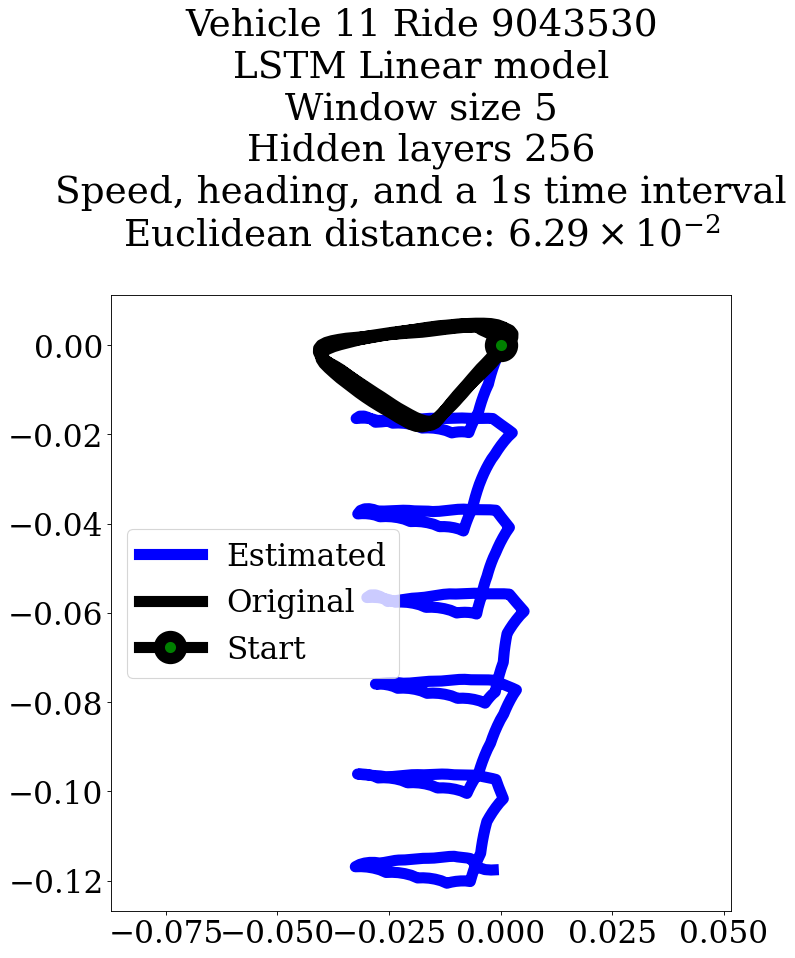 Vehicle 11 Ride 9043530
LSTM Linear model
Window size 5
Hidden layers 256
Speed, heading, and a 1s time interval
Euclidean distance: 6.29 × 10⁻²
0.00
−0.02
−0.04
−0.06
−0.08
−0.10
−0.12
Estimated
Original
Start
−0.075 −0.050 −0.025 0.000 0.025 0.050